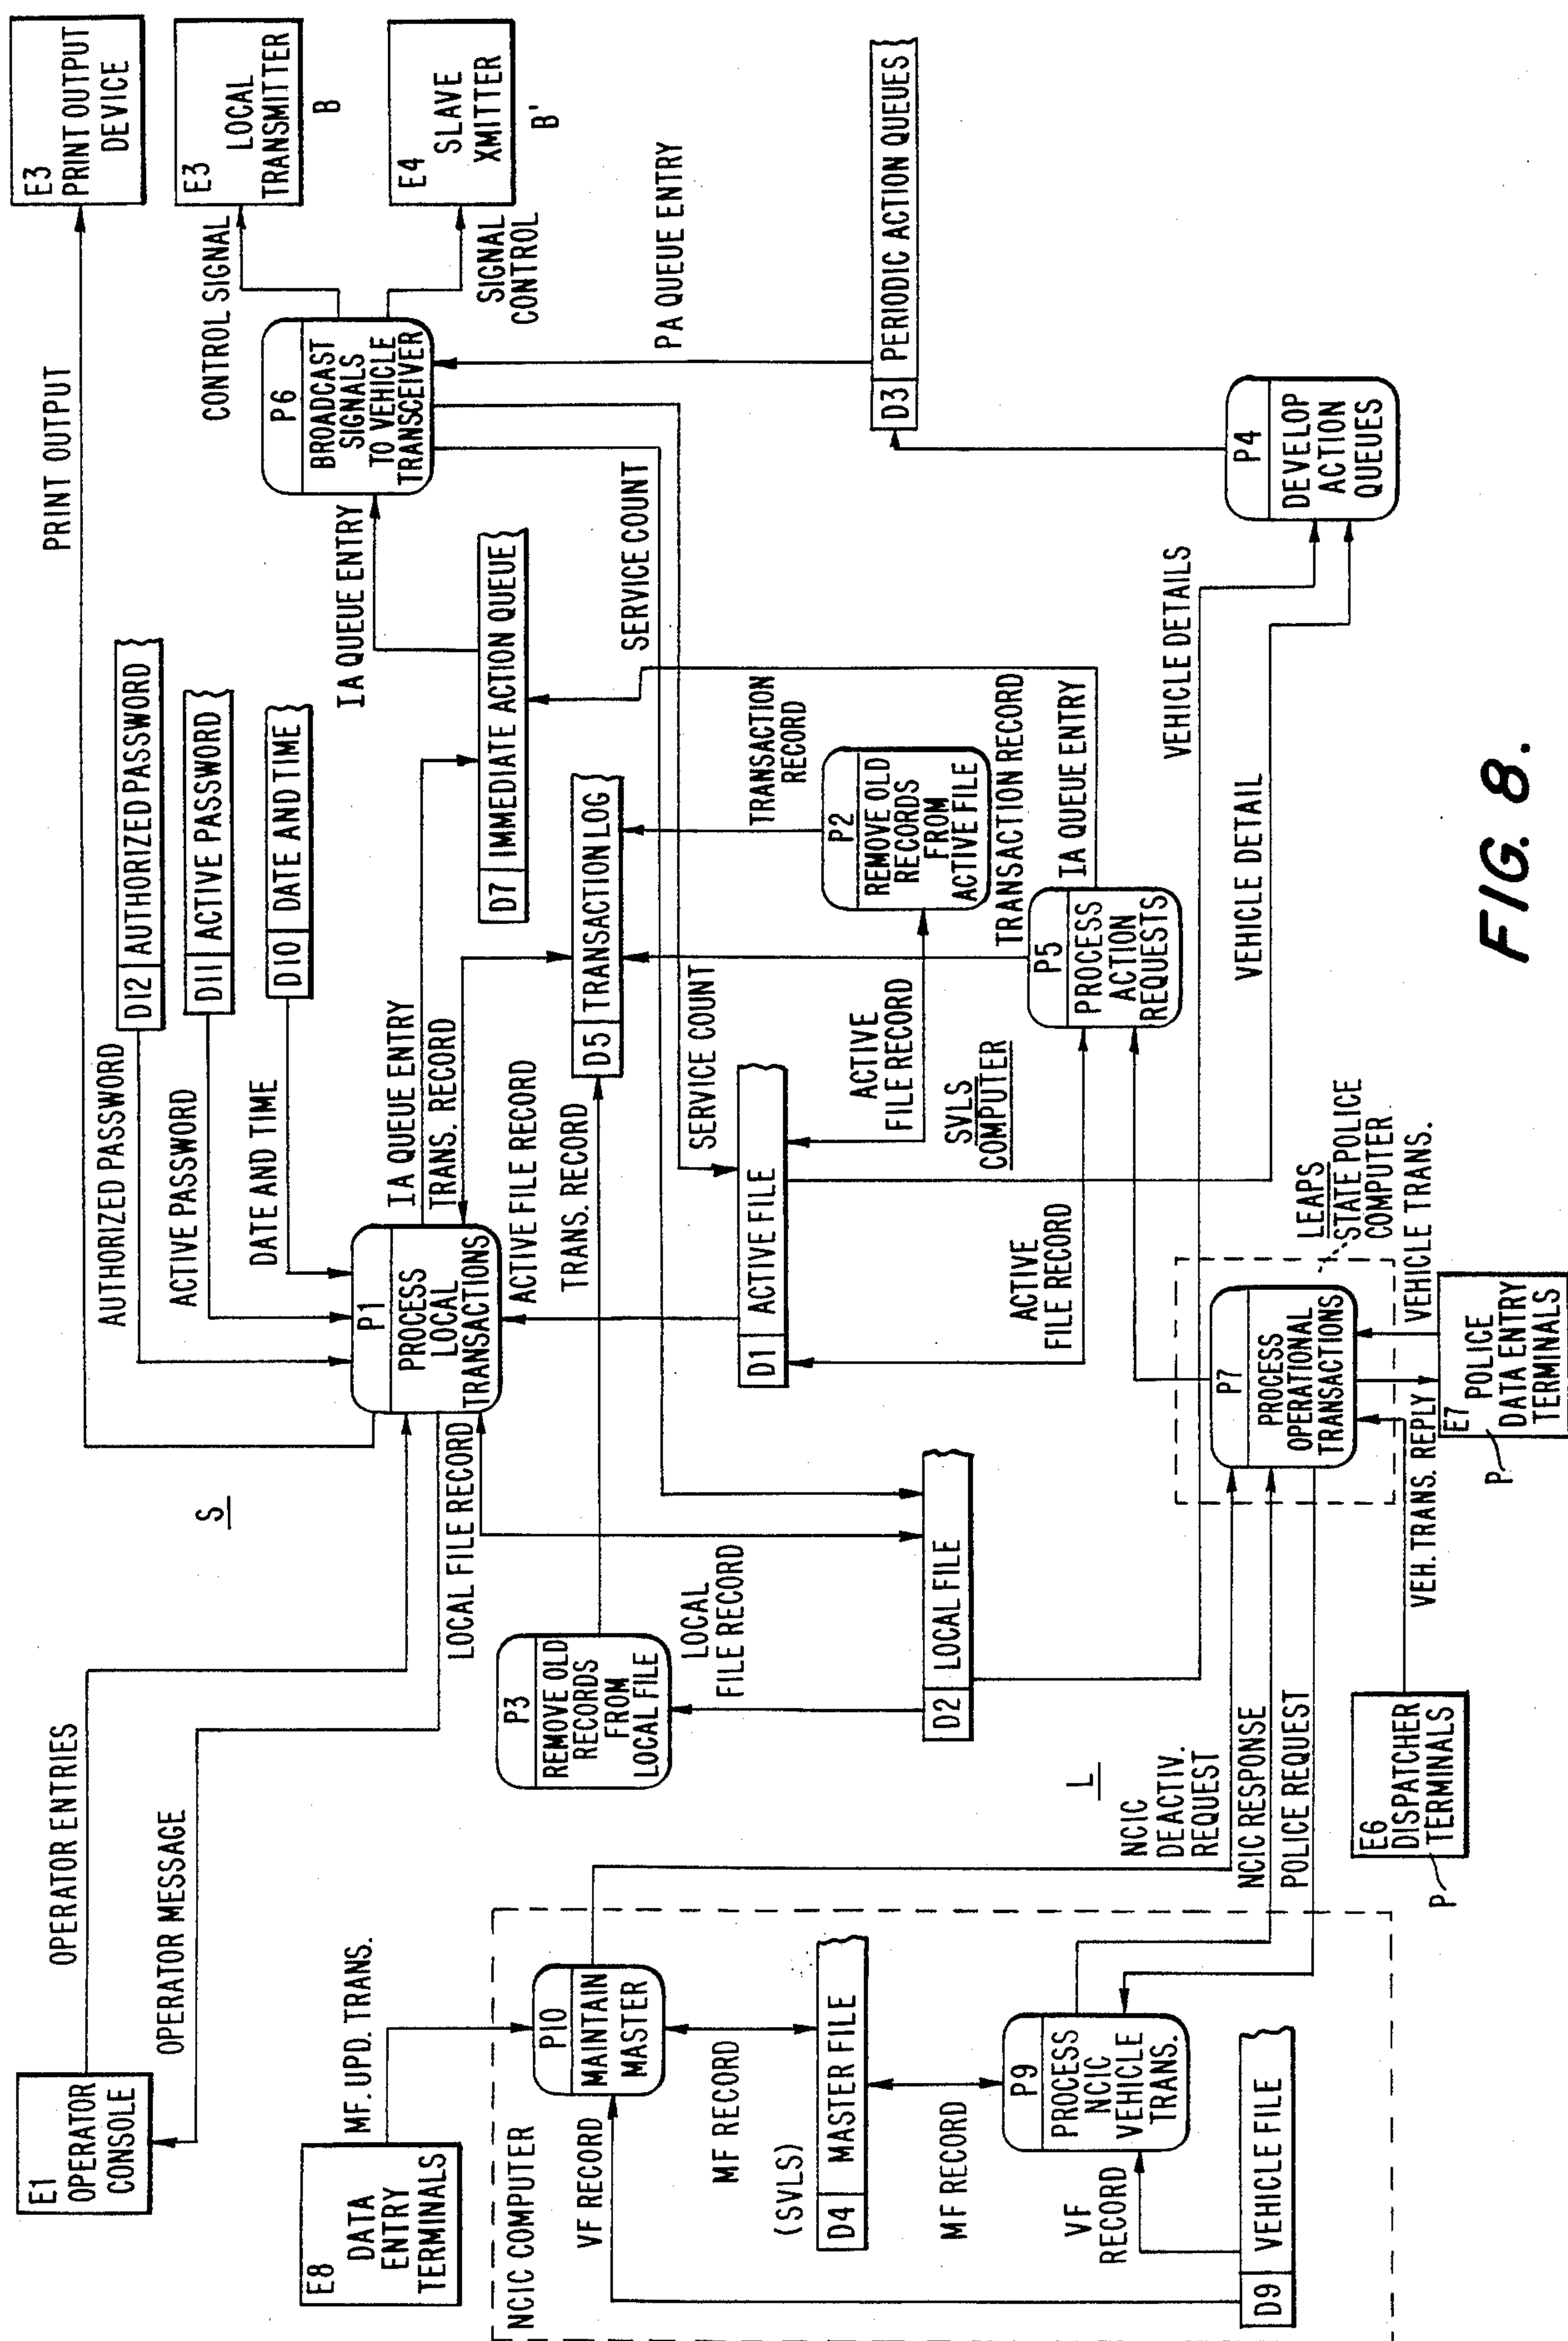 E1
OPERATOR
CONSOLE
OPERATOR ENTRIES
OPERATOR MESSAGE
PRINT OUTPUT
E3
PRINT OUTPUT
DEVICE
S
AUTHORIZED PASSWORD
D12 AUTHORIZED PASSWORD
ACTIVE PASSWORD
D11 ACTIVE PASSWORD
DATE AND TIME
D10 DATE AND TIME
CONTROL SIGNAL
E3
LOCAL
TRANSMITTER
B
E8
DATA
ENTRY
TERMINALS
MF. UPD. TRANS.
P1
PROCESS
LOCAL
TRANSACTIONS
LOCAL FILE RECORD
IA QUEUE ENTRY
TRANS. RECORD
ACTIVE FILE RECORD
IA QUEUE ENTRY
P6
BROADCAST
SIGNALS
TO VEHICLE
TRANSCEIVER
SIGNAL
CONTROL
E4
SLAVE
XMITTER
B'
NCIC COMPUTER
P10
MAINTAIN
MASTER
VF RECORD
MF RECORD
P3
REMOVE OLD
RECORDS
FROM
LOCAL FILE
TRANS. RECORD
D7 IMMEDIATE ACTION QUEUE
D5 TRANSACTION LOG
SERVICE COUNT
PA QUEUE ENTRY
LOCAL
FILE RECORD
SERVICE COUNT
TRANSACTION
RECORD
(SVLS)
D4 MASTER FILE
D1 ACTIVE FILE
P2
REMOVE OLD
RECORDS
FROM
ACTIVE FILE
D3 PERIODIC ACTION QUEUES
D2 LOCAL FILE
ACTIVE
FILE RECORD
SVLS
COMPUTER
TRANSACTION RECORD
MF RECORD
P9
PROCESS
NCIC
VEHICLE
TRANS.
L
ACTIVE
FILE RECORD
P5
PROCESS
ACTION
REQUESTS
IA QUEUE ENTRY
VF
RECORD
NCIC
DEACTIV.
REQUEST
VEHICLE DETAILS
D9 VEHICLE FILE
NCIC RESPONSE
POLICE REQUEST
P7
PROCESS
OPERATIONAL
TRANSACTIONS
LEAPS
STATE POLICE
COMPUTER
VEHICLE DETAIL
P4
DEVELOP
ACTION
QUEUES
E6
DISPATCHER
TERMINALS
P
VEH. TRANS. REPLY
VEHICLE TRANS.
E7 POLICE
DATA ENTRY
TERMINALS
P
FIG. 8.